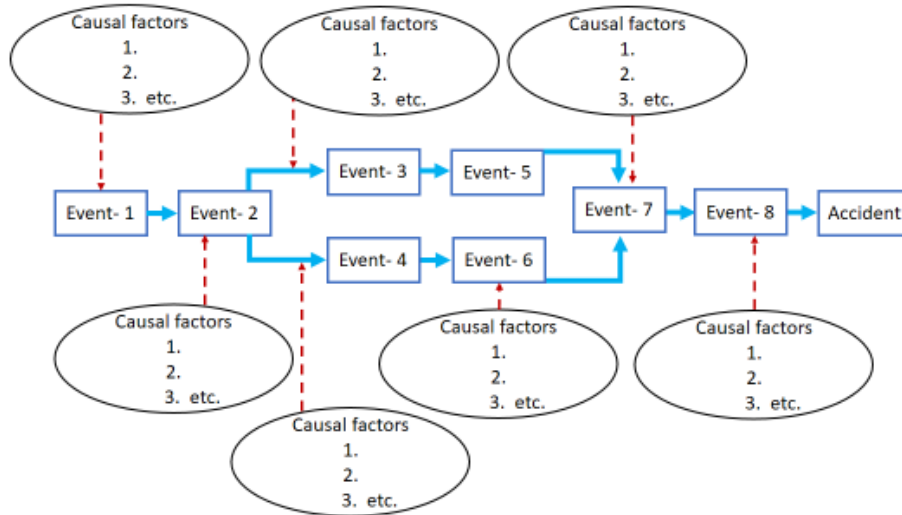 Causal factors
1.
2.
3. etc.
Causal factors
1.
2.
3. etc.
Causal factors
1.
2.
3. etc.
Event- 3
Event- 5
Event- 1
Event- 2
Event- 7
Event- 8
Accident
Event- 4
Event- 6
Causal factors
1.
2.
3. etc.
Causal factors
1.
2.
3. etc.
Causal factors
1.
2.
3. etc.
Causal factors
1.
2.
3. etc.